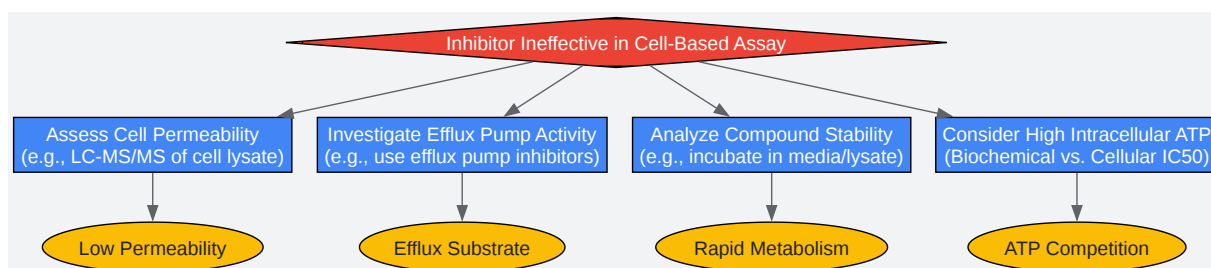 Inhibitor Ineffective in Cell-Based Assay
Assess Cell Permeability
(e.g., LC-MS/MS of cell lysate)
Investigate Efflux Pump Activity
(e.g., use efflux pump inhibitors)
Analyze Compound Stability
(e.g., incubate in media/lysate)
Consider High Intracellular ATP
(Biochemical vs. Cellular IC50)
Low Permeability
Efflux Substrate
Rapid Metabolism
ATP Competition